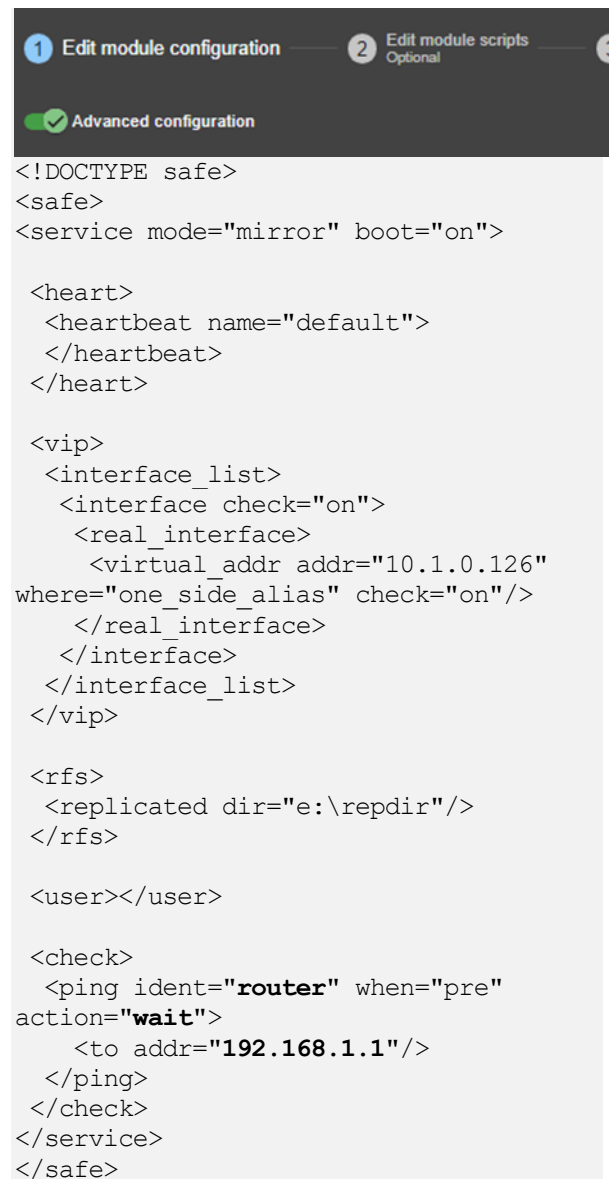 1 Edit module configuration 2 Edit module scripts
Optional
Advanced configuration
<!DOCTYPE safe>
<safe>
<service mode="mirror" boot="on">
 <heart>
  <heartbeat name="default">
  </heartbeat>
 </heart>
 <vip>
  <interface_list>
   <interface check="on">
    <real_interface>
     <virtual_addr addr="10.1.0.126"
where="one_side_alias" check="on"/>
    </real_interface>
   </interface>
  </interface_list>
 </vip>
 <rfs>
  <replicated dir="e:\repdir"/>
 </rfs>
 <user></user>
 <check>
  <ping ident="router" when="pre"
action="wait">
    <to addr="192.168.1.1"/>
  </ping>
 </check>
</service>
</safe>